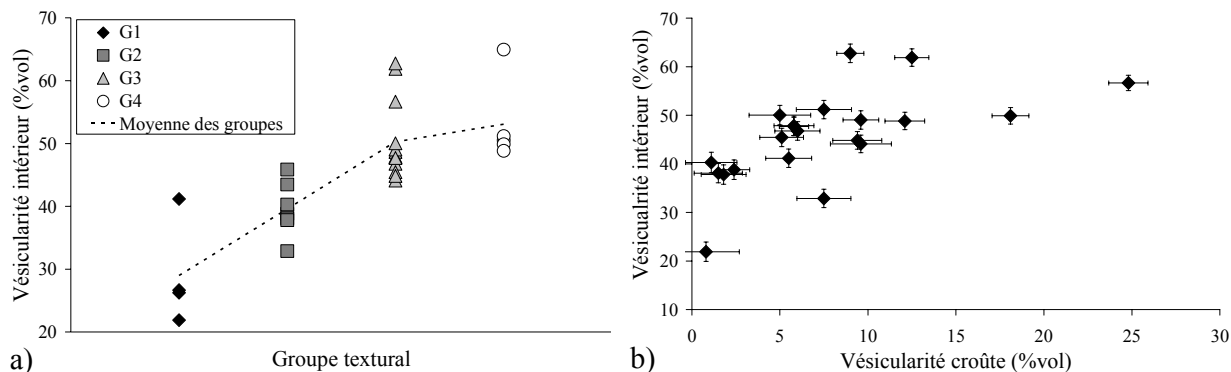 70
60
50
40
30
20
Vésicularité intérieur (%vol)
G1
G2
G3
G4
Moyenne des groupes
Groupe textural
a)
70
60
50
40
30
20
10
0
5
10
15
20
25
30
Vésicualrité intérieur (%vol)
Vésicularité croûte (%vol)
b)